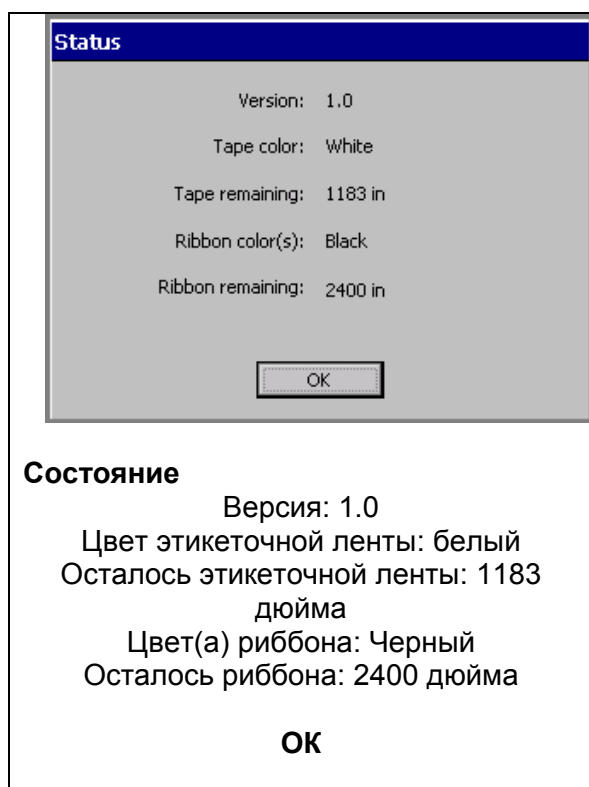 Status
Version: 1.0
Tape color: White
Tape remaining: 1183 in
Ribbon color(s): Black
Ribbon remaining: 2400 in
OK
Состояние
Версия: 1.0
Цвет этикеточной ленты: белый
Осталось этикеточной ленты: 1183
дюйма
Цвет(а) риббона: Черный
Осталось риббона: 2400 дюйма
ОК